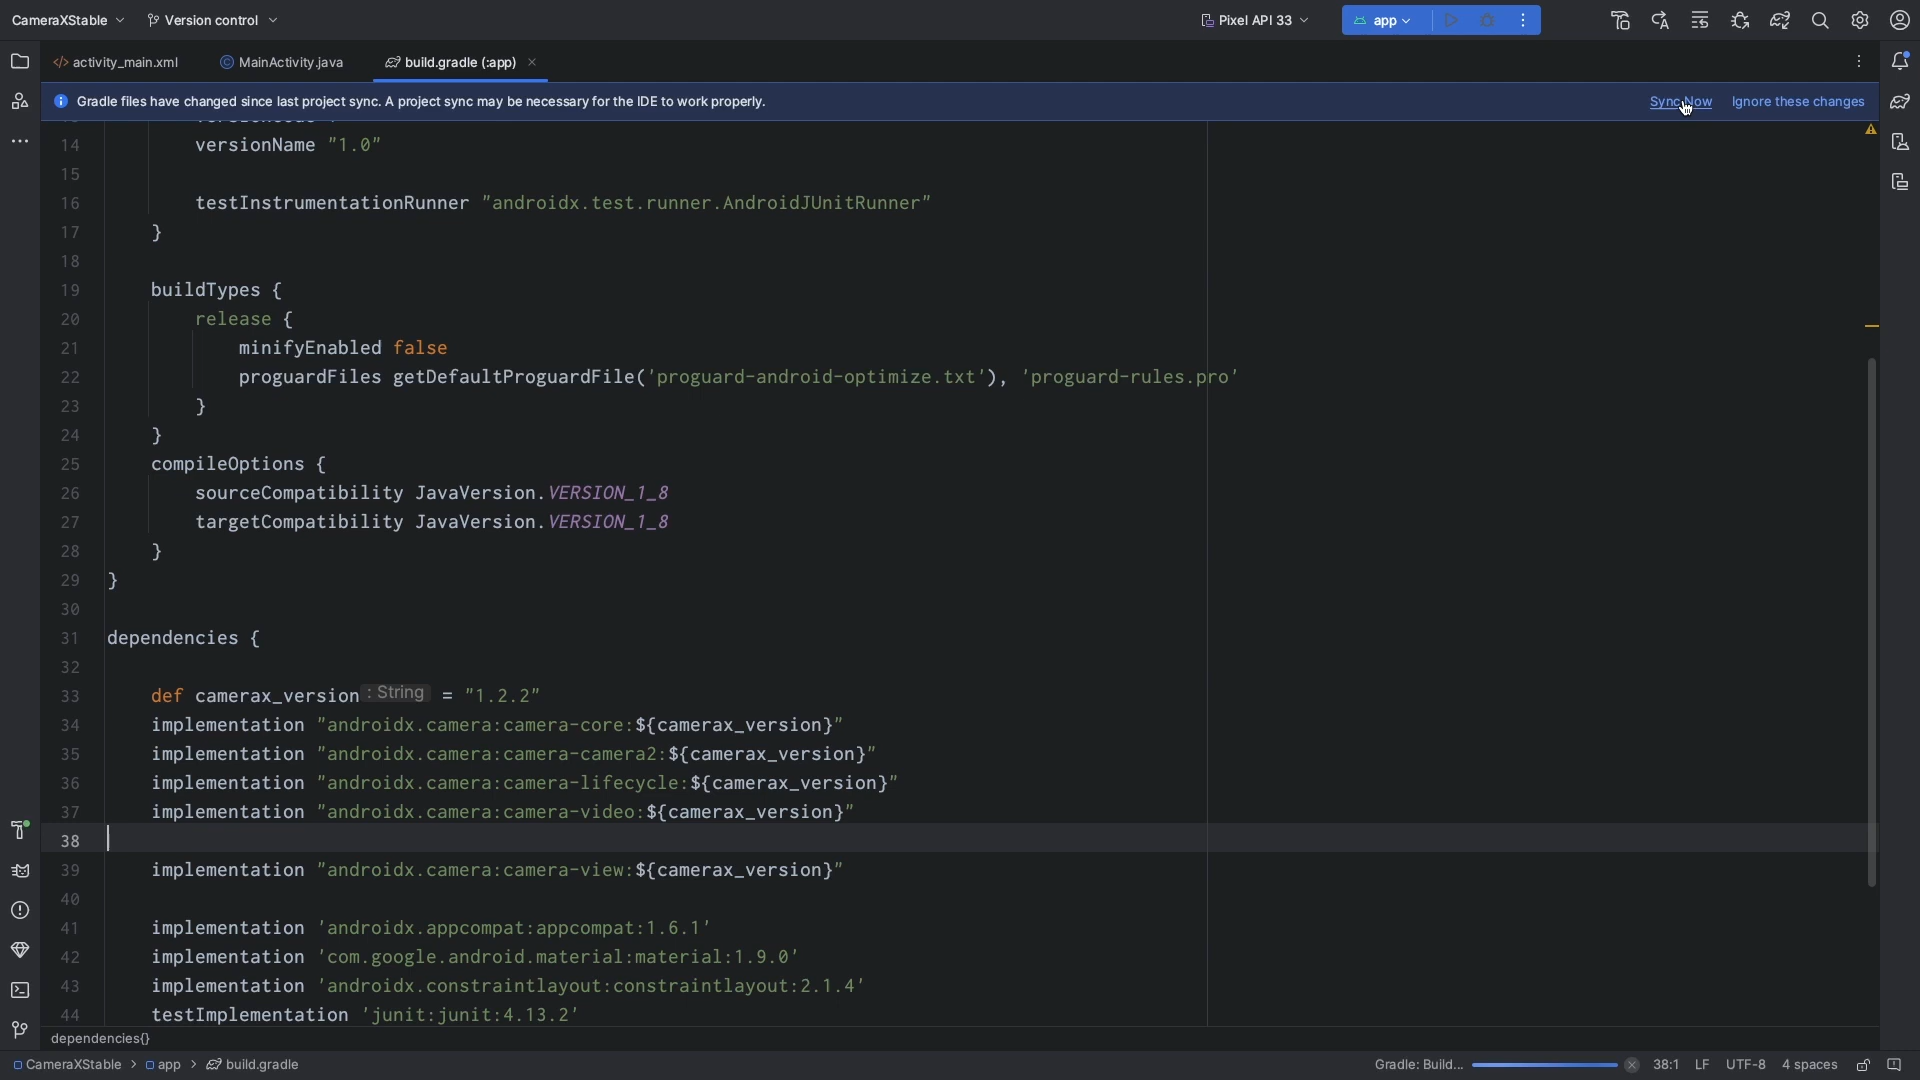 CameraXStable
Version control
Pixel API 33
app
activity_main.xml
MainActivity.java
build.gradle (:app)
Gradle files have changed since last project sync. A project sync may be necessary for the IDE to work properly.
Sync Now
Ignore these changes
14 versionName "1.0"
15
16 testInstrumentationRunner "androidx.test.runner.AndroidJUnitRunner"
17 }
18
19 buildTypes {
20 release {
21 minifyEnabled false
22 proguardFiles getDefaultProguardFile('proguard-android-optimize.txt'), 'proguard-rules.pro'
23 }
24 }
25 compileOptions {
26 sourceCompatibility JavaVersion.VERSION_1_8
27 targetCompatibility JavaVersion.VERSION_1_8
28 }
29 }
30
31 dependencies {
32
33 def camerax_version : String = "1.2.2"
34 implementation "androidx.camera:camera-core:${camerax_version}"
35 implementation "androidx.camera:camera-camera2:${camerax_version}"
36 implementation "androidx.camera:camera-lifecycle:${camerax_version}"
37 implementation "androidx.camera:camera-video:${camerax_version}"
38
39 implementation "androidx.camera:camera-view:${camerax_version}"
40
41 implementation 'androidx.appcompat:appcompat:1.6.1'
42 implementation 'com.google.android.material:material:1.9.0'
43 implementation 'androidx.constraintlayout:constraintlayout:2.1.4'
44 testImplementation 'junit:junit:4.13.2'
dependencies{}
CameraXStable > app > build.gradle
Gradle: Build...
38:1
LF
UTF-8
4 spaces